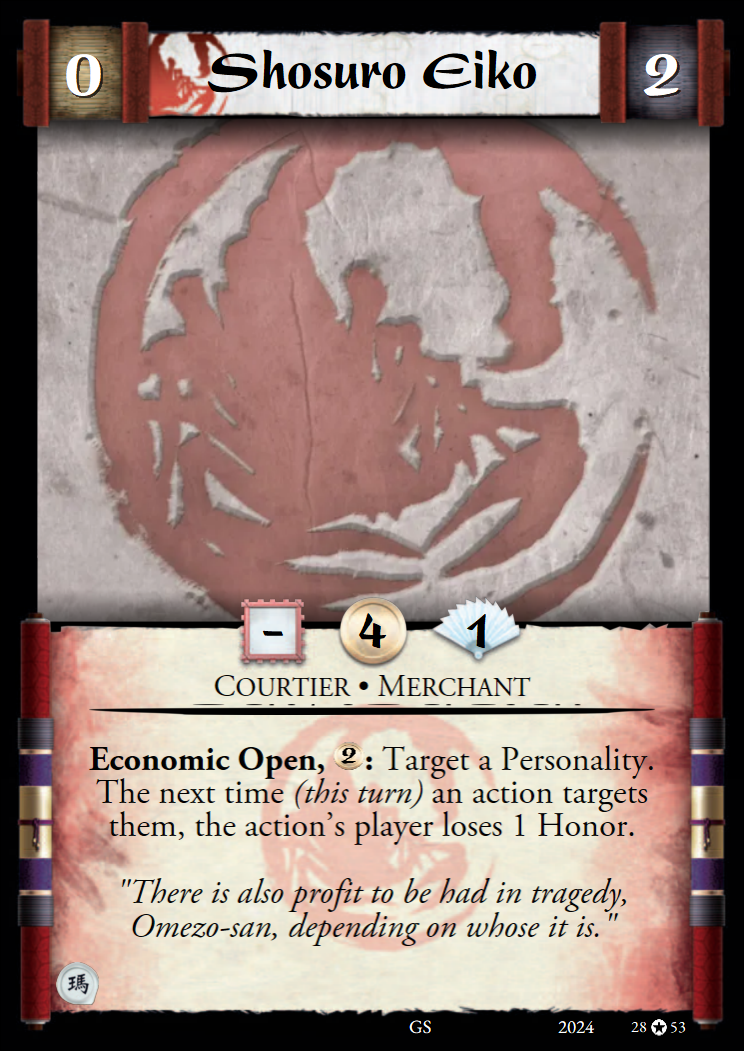 0
Shosuro Eiko
2
-
4
1
Courtier • Merchant
Economic Open, 2: Target a Personality.
The next time (this turn) an action targets
them, the action's player loses 1 Honor.
"There is also profit to be had in tragedy,
Omezo-san, depending on whose it is."
瑪
GS
2024
28 ✪ 53